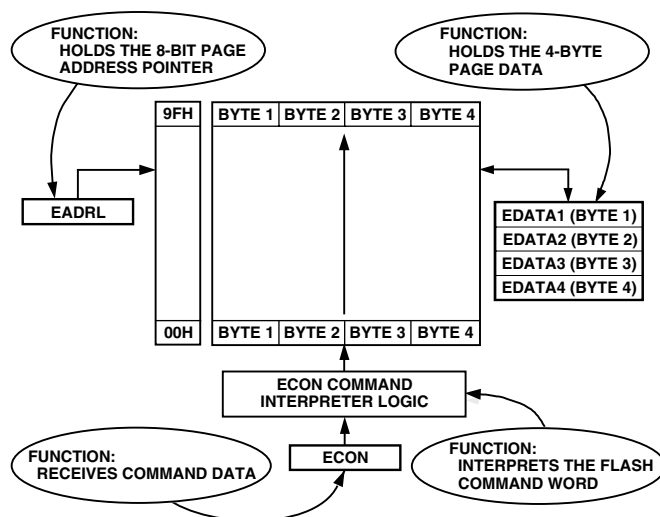 FUNCTION:
HOLDS THE 8-BIT PAGE
ADDRESS POINTER
FUNCTION:
HOLDS THE 4-BYTE
PAGE DATA
9FH
BYTE 1 BYTE 2 BYTE 3 BYTE 4
EADRL
EDATA1 (BYTE 1)
EDATA2 (BYTE 2)
EDATA3 (BYTE 3)
EDATA4 (BYTE 4)
00H
BYTE 1 BYTE 2 BYTE 3 BYTE 4
ECON COMMAND
INTERPRETER LOGIC
FUNCTION:
RECEIVES COMMAND DATA
ECON
FUNCTION:
INTERPRETS THE FLASH
COMMAND WORD